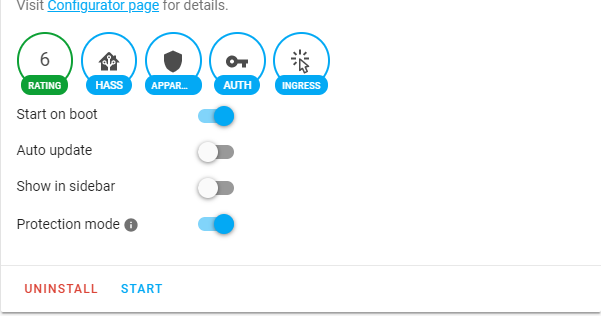 Visit Configurator page for details.
6
RATING
HASS
APPAR...
AUTH
INGRESS
Start on boot
Auto update
Show in sidebar
Protection mode
UNINSTALL START